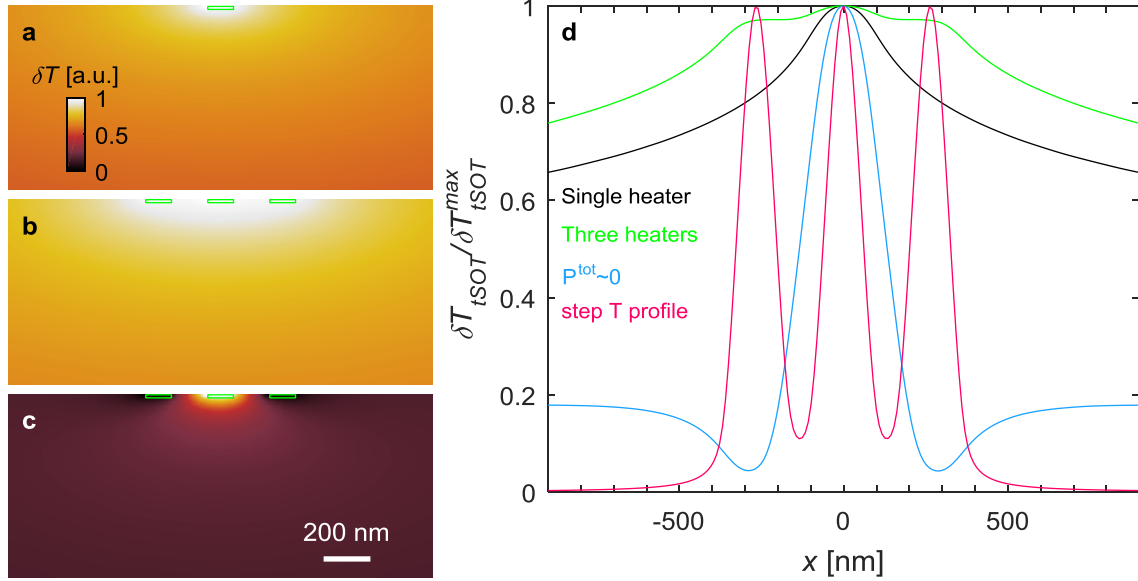 a
δT [a.u.]
1
0.5
0
b
c
200 nm
d
1
0.8
0.6
0.4
0.2
0
δT_tSOT/δT_tSOT^max
Single heater
Three heaters
P^tot~0
step T profile
-500
0
500
x [nm]